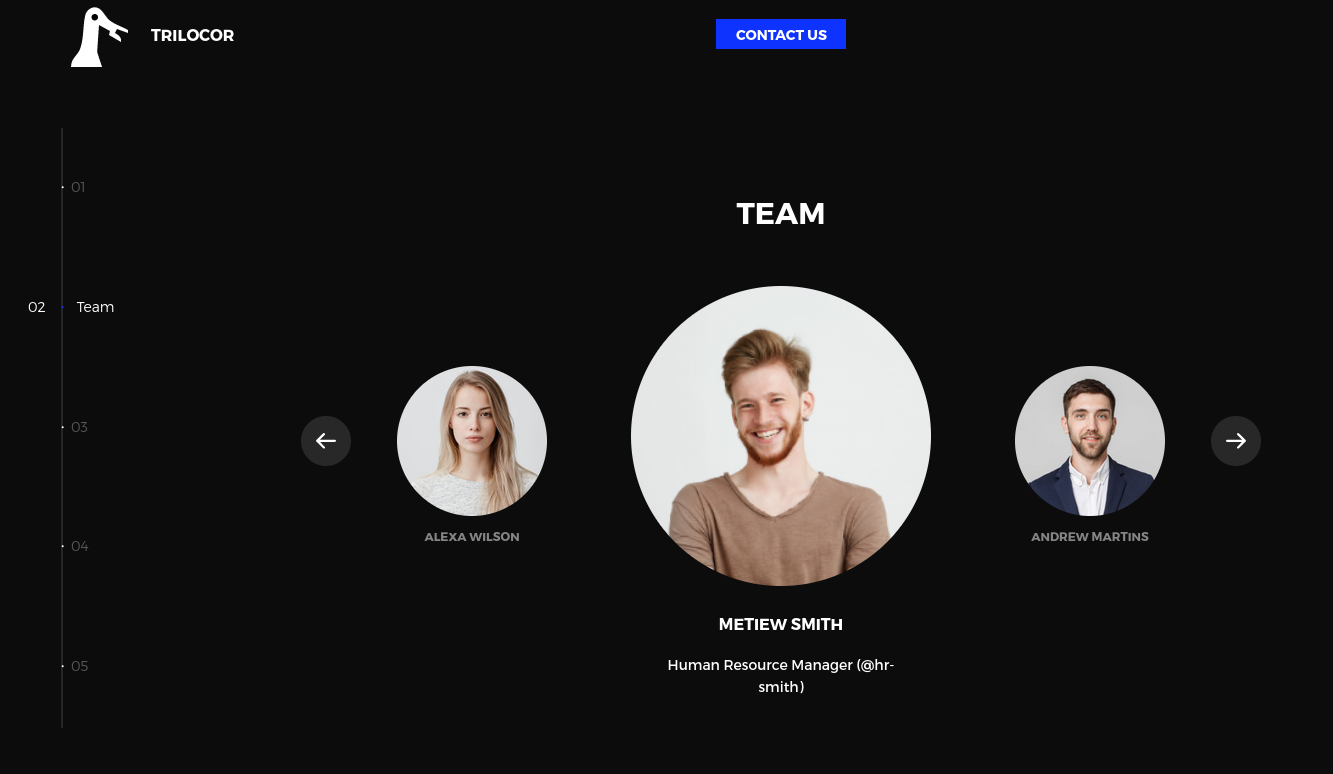 TRILOCOR
CONTACT US
01
TEAM
02 Team
03
ALEXA WILSON
ANDREW MARTINS
04
METIEW SMITH
Human Resource Manager (@hr-
smith)
05